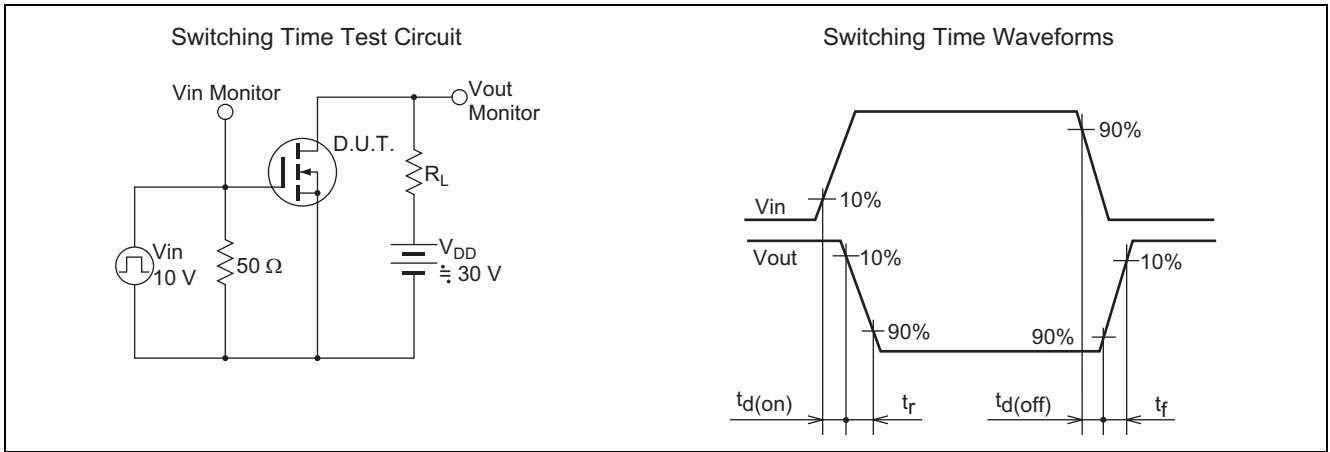 Switching Time Test Circuit
Vin Monitor
Vout
Monitor
D.U.T.
RL
Vin
10 V
50 Ω
VDD
≒ 30 V
Switching Time Waveforms
Vin
10%
90%
Vout
10%
90%
90%
10%
td(on)
tr
td(off)
tf